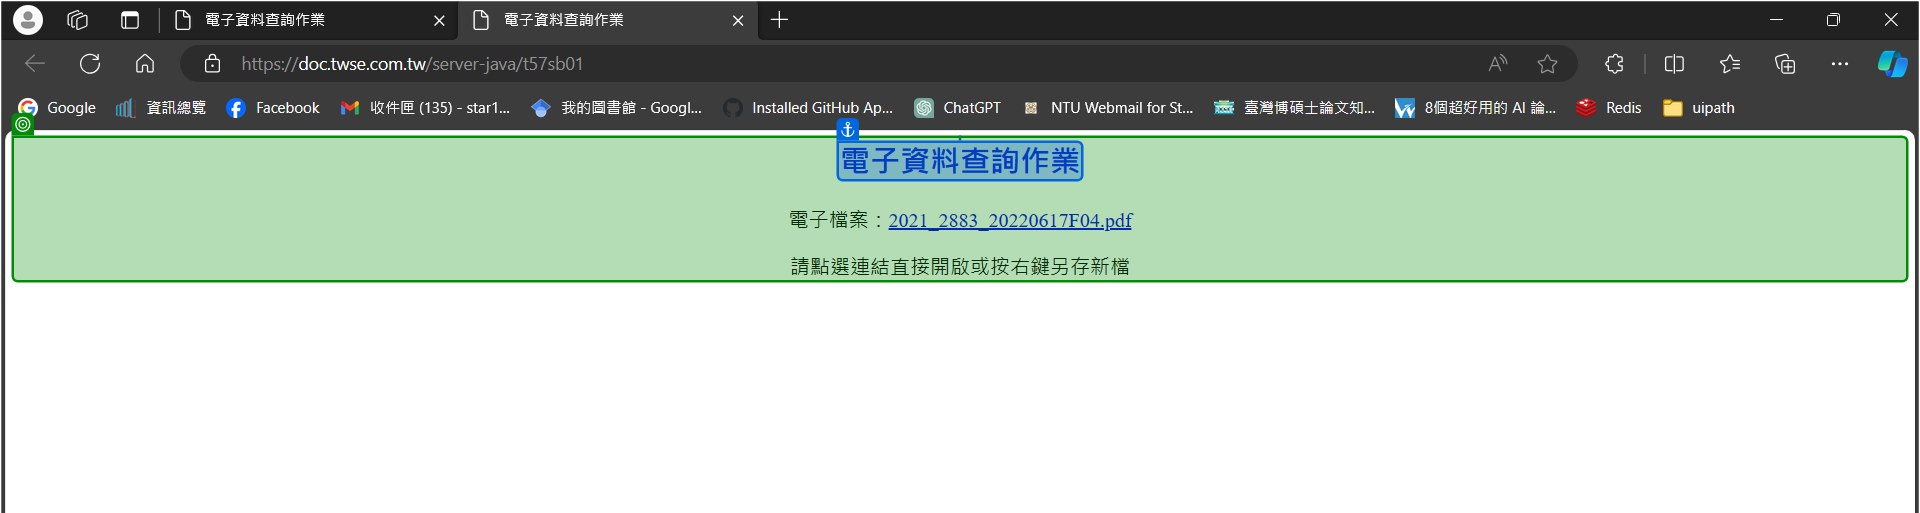 電子資料查詢作業
電子資料查詢作業
https://doc.twse.com.tw/server-java/t57sb01
Google 資訊總覽 Facebook 收件匣 (135) - star1... 我的圖書館 - Googl... Installed GitHub Ap... ChatGPT NTU Webmail for St... 臺灣博碩士論文知... 8個超好用的 AI 論... Redis uipath
電子資料查詢作業
電子檔案：2021_2883_20220617F04.pdf
請點選連結直接開啟或按右鍵另存新檔